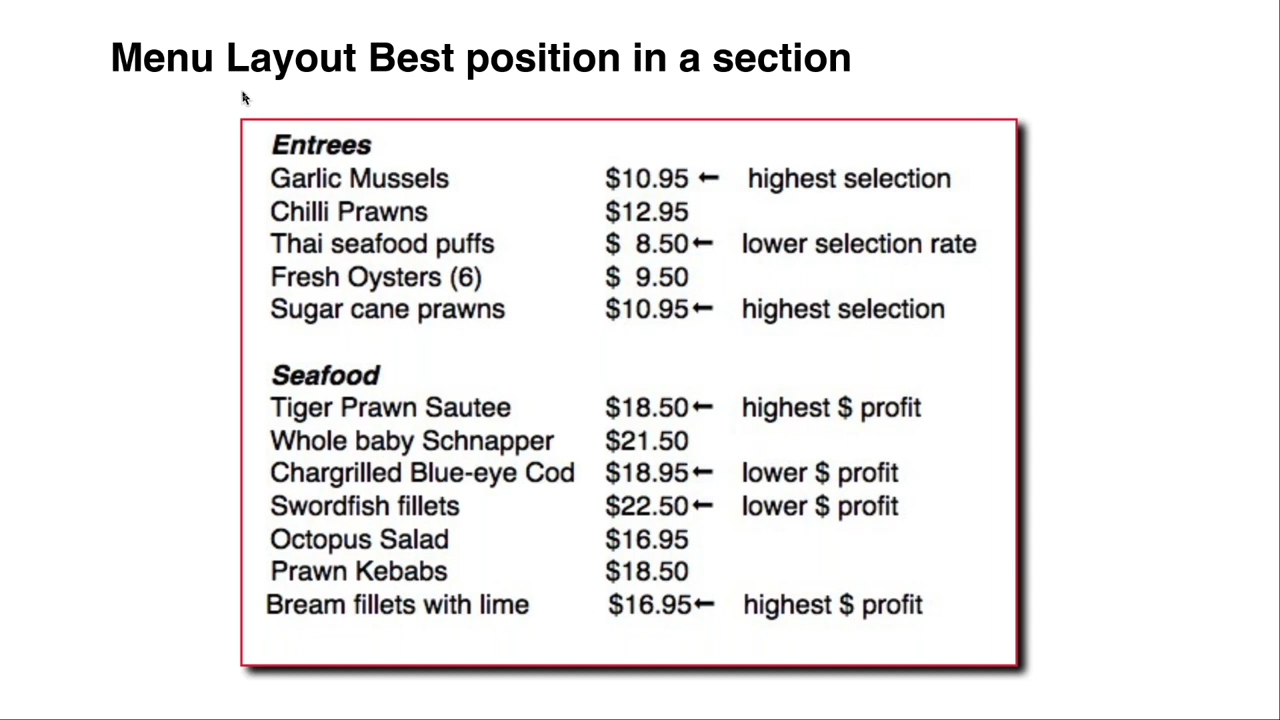 Menu Layout Best position in a section
Entrees
Garlic Mussels $10.95 ← highest selection
Chilli Prawns $12.95
Thai seafood puffs $ 8.50← lower selection rate
Fresh Oysters (6) $ 9.50
Sugar cane prawns $10.95← highest selection
Seafood
Tiger Prawn Sautee $18.50← highest $ profit
Whole baby Schnapper $21.50
Chargrilled Blue-eye Cod $18.95← lower $ profit
Swordfish fillets $22.50← lower $ profit
Octopus Salad $16.95
Prawn Kebabs $18.50
Bream fillets with lime $16.95← highest $ profit